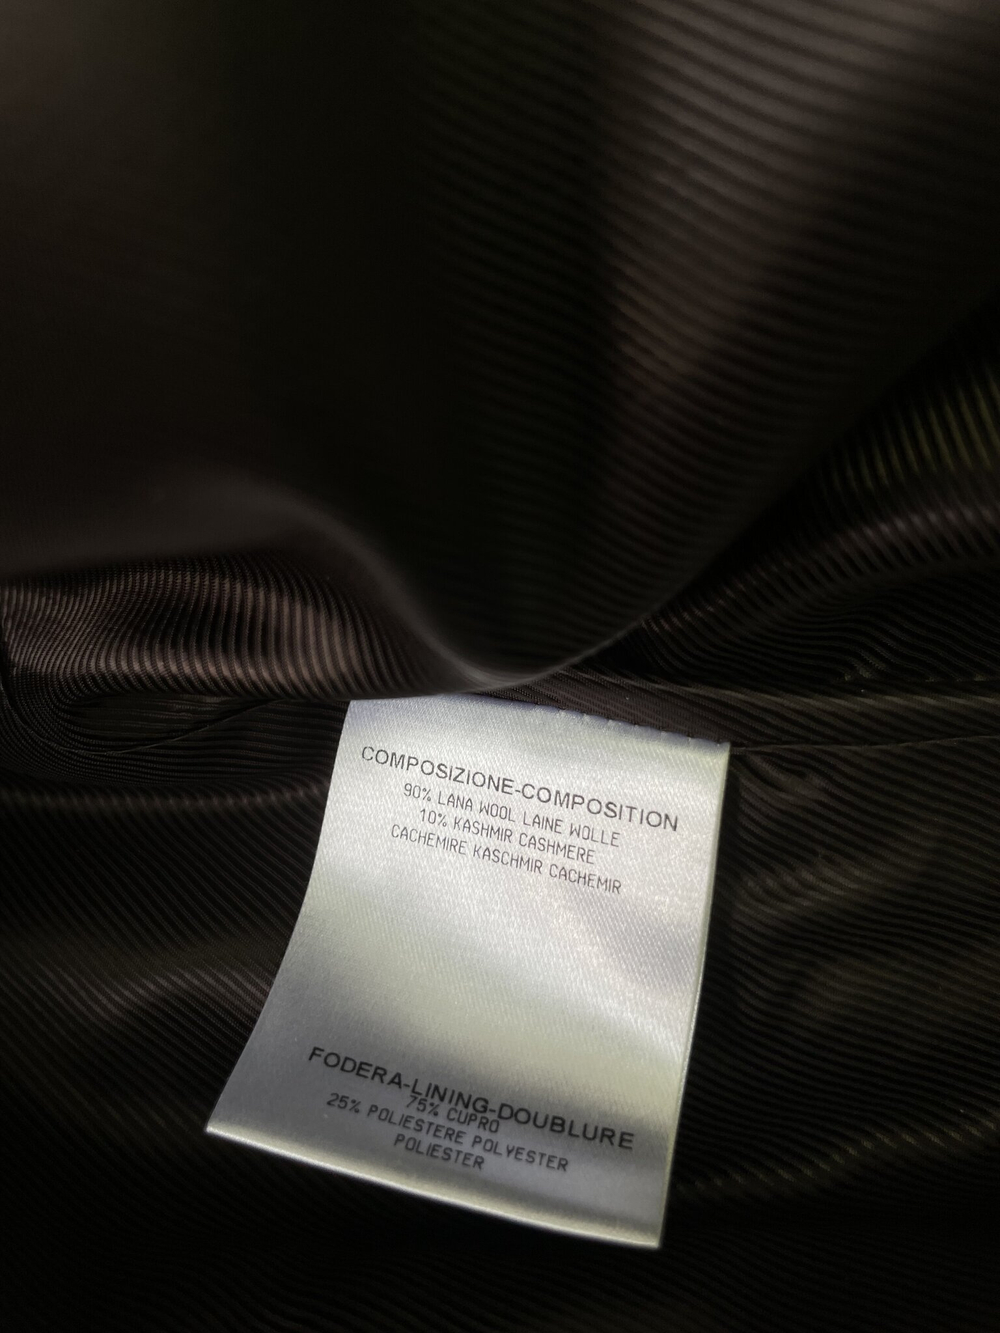 COMPOSIZIONE-COMPOSITION
90% LANA WOOL LAINE WOLLE
10% KASHMIR CASHMERE
CACHEMIRE KASCHMIR CACHEMIR
FODERA-LINING-DOUBLURE
75% CUPRO
25% POLIESTERE POLYESTER
POLIESTER